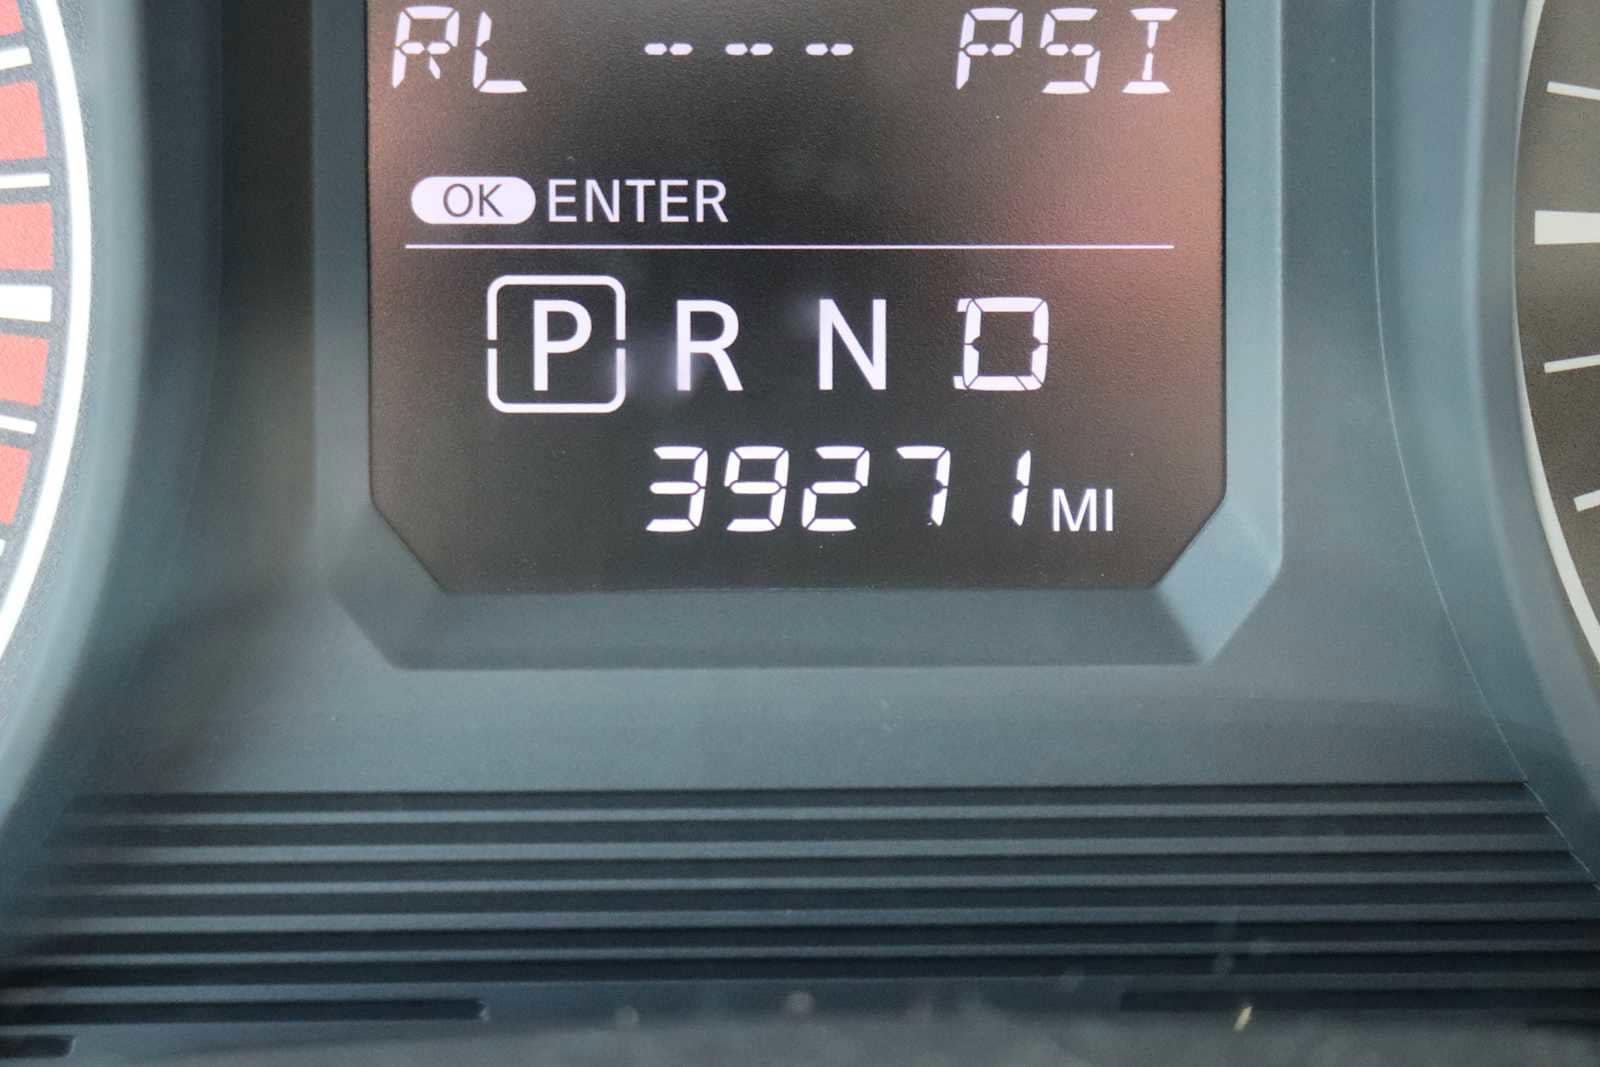 RL --- PSI
OK ENTER
P R N D
39271 MI